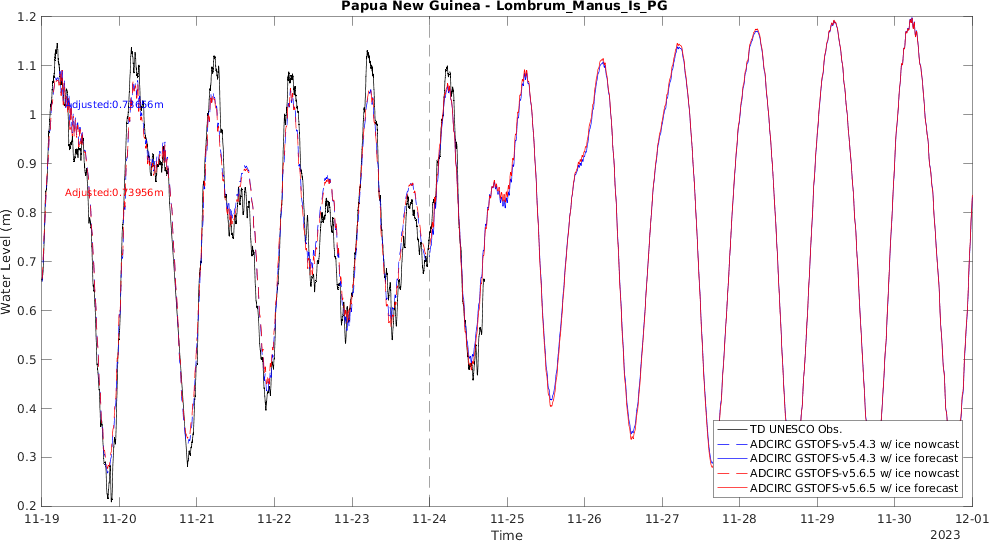 Papua New Guinea - Lombrum_Manus_Is_PG
1.2
1.1
1
0.9
0.8
0.7
0.6
0.5
0.4
0.3
0.2
Water Level (m)
Adjusted:0.73656m
Adjusted:0.73956m
TD UNESCO Obs.
ADCIRC GSTOFS-v5.4.3 w/ ice nowcast
ADCIRC GSTOFS-v5.4.3 w/ ice forecast
ADCIRC GSTOFS-v5.6.5 w/ ice nowcast
ADCIRC GSTOFS-v5.6.5 w/ ice forecast
11-19 11-20 11-21 11-22 11-23 11-24 11-25 11-26 11-27 11-28 11-29 11-30 12-01
Time
2023